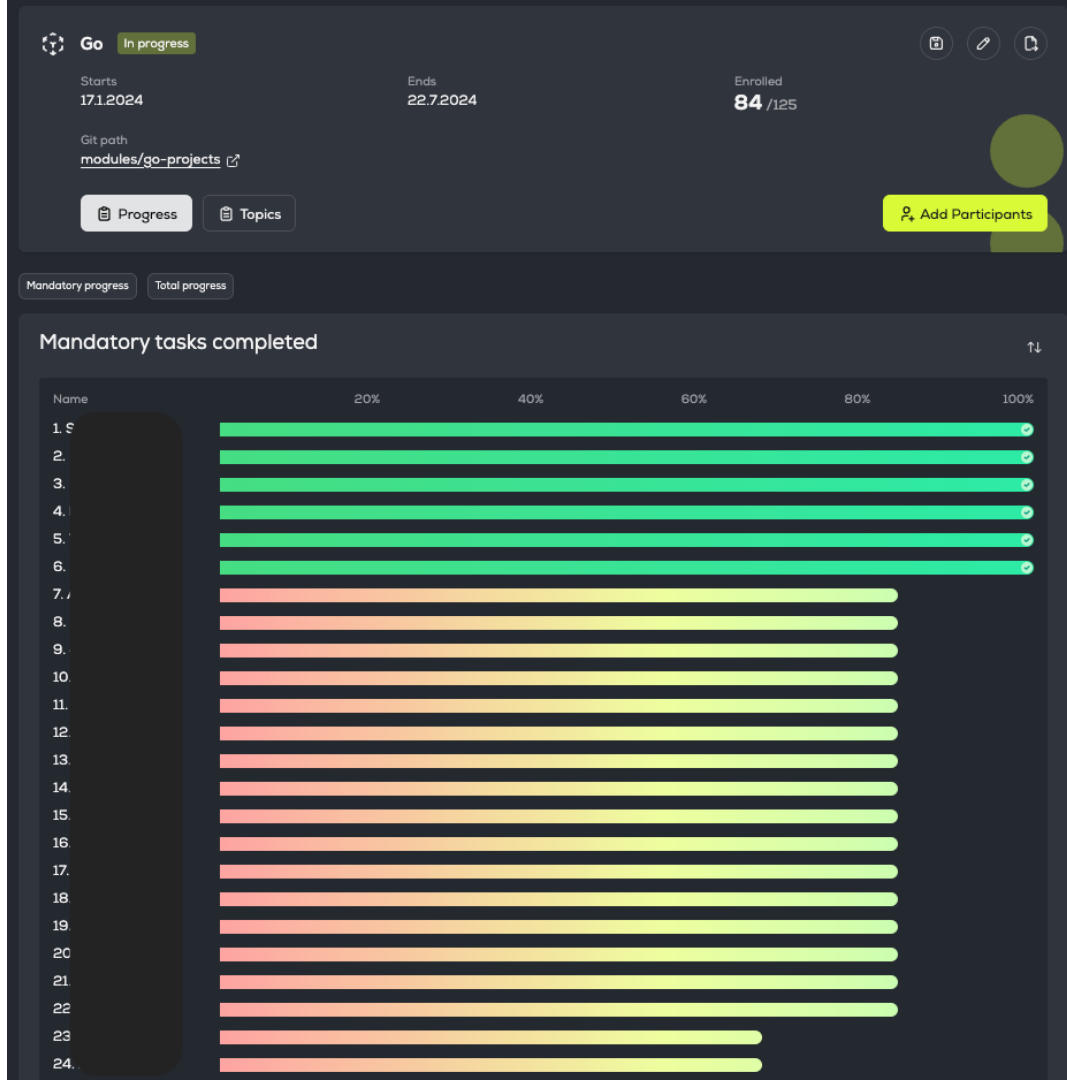 Go In progress
Starts Ends Enrolled
17.1.2024 22.7.2024 84 /125
Git path
modules/go-projects
Progress Topics Add Participants
Mandatory progress Total progress
Mandatory tasks completed
Name 20% 40% 60% 80% 100%
1. S
2.
3.
4.
5.
6.
7. A
8.
9.
10.
11.
12.
13.
14.
15.
16.
17.
18.
19.
20
21.
22
23
24.